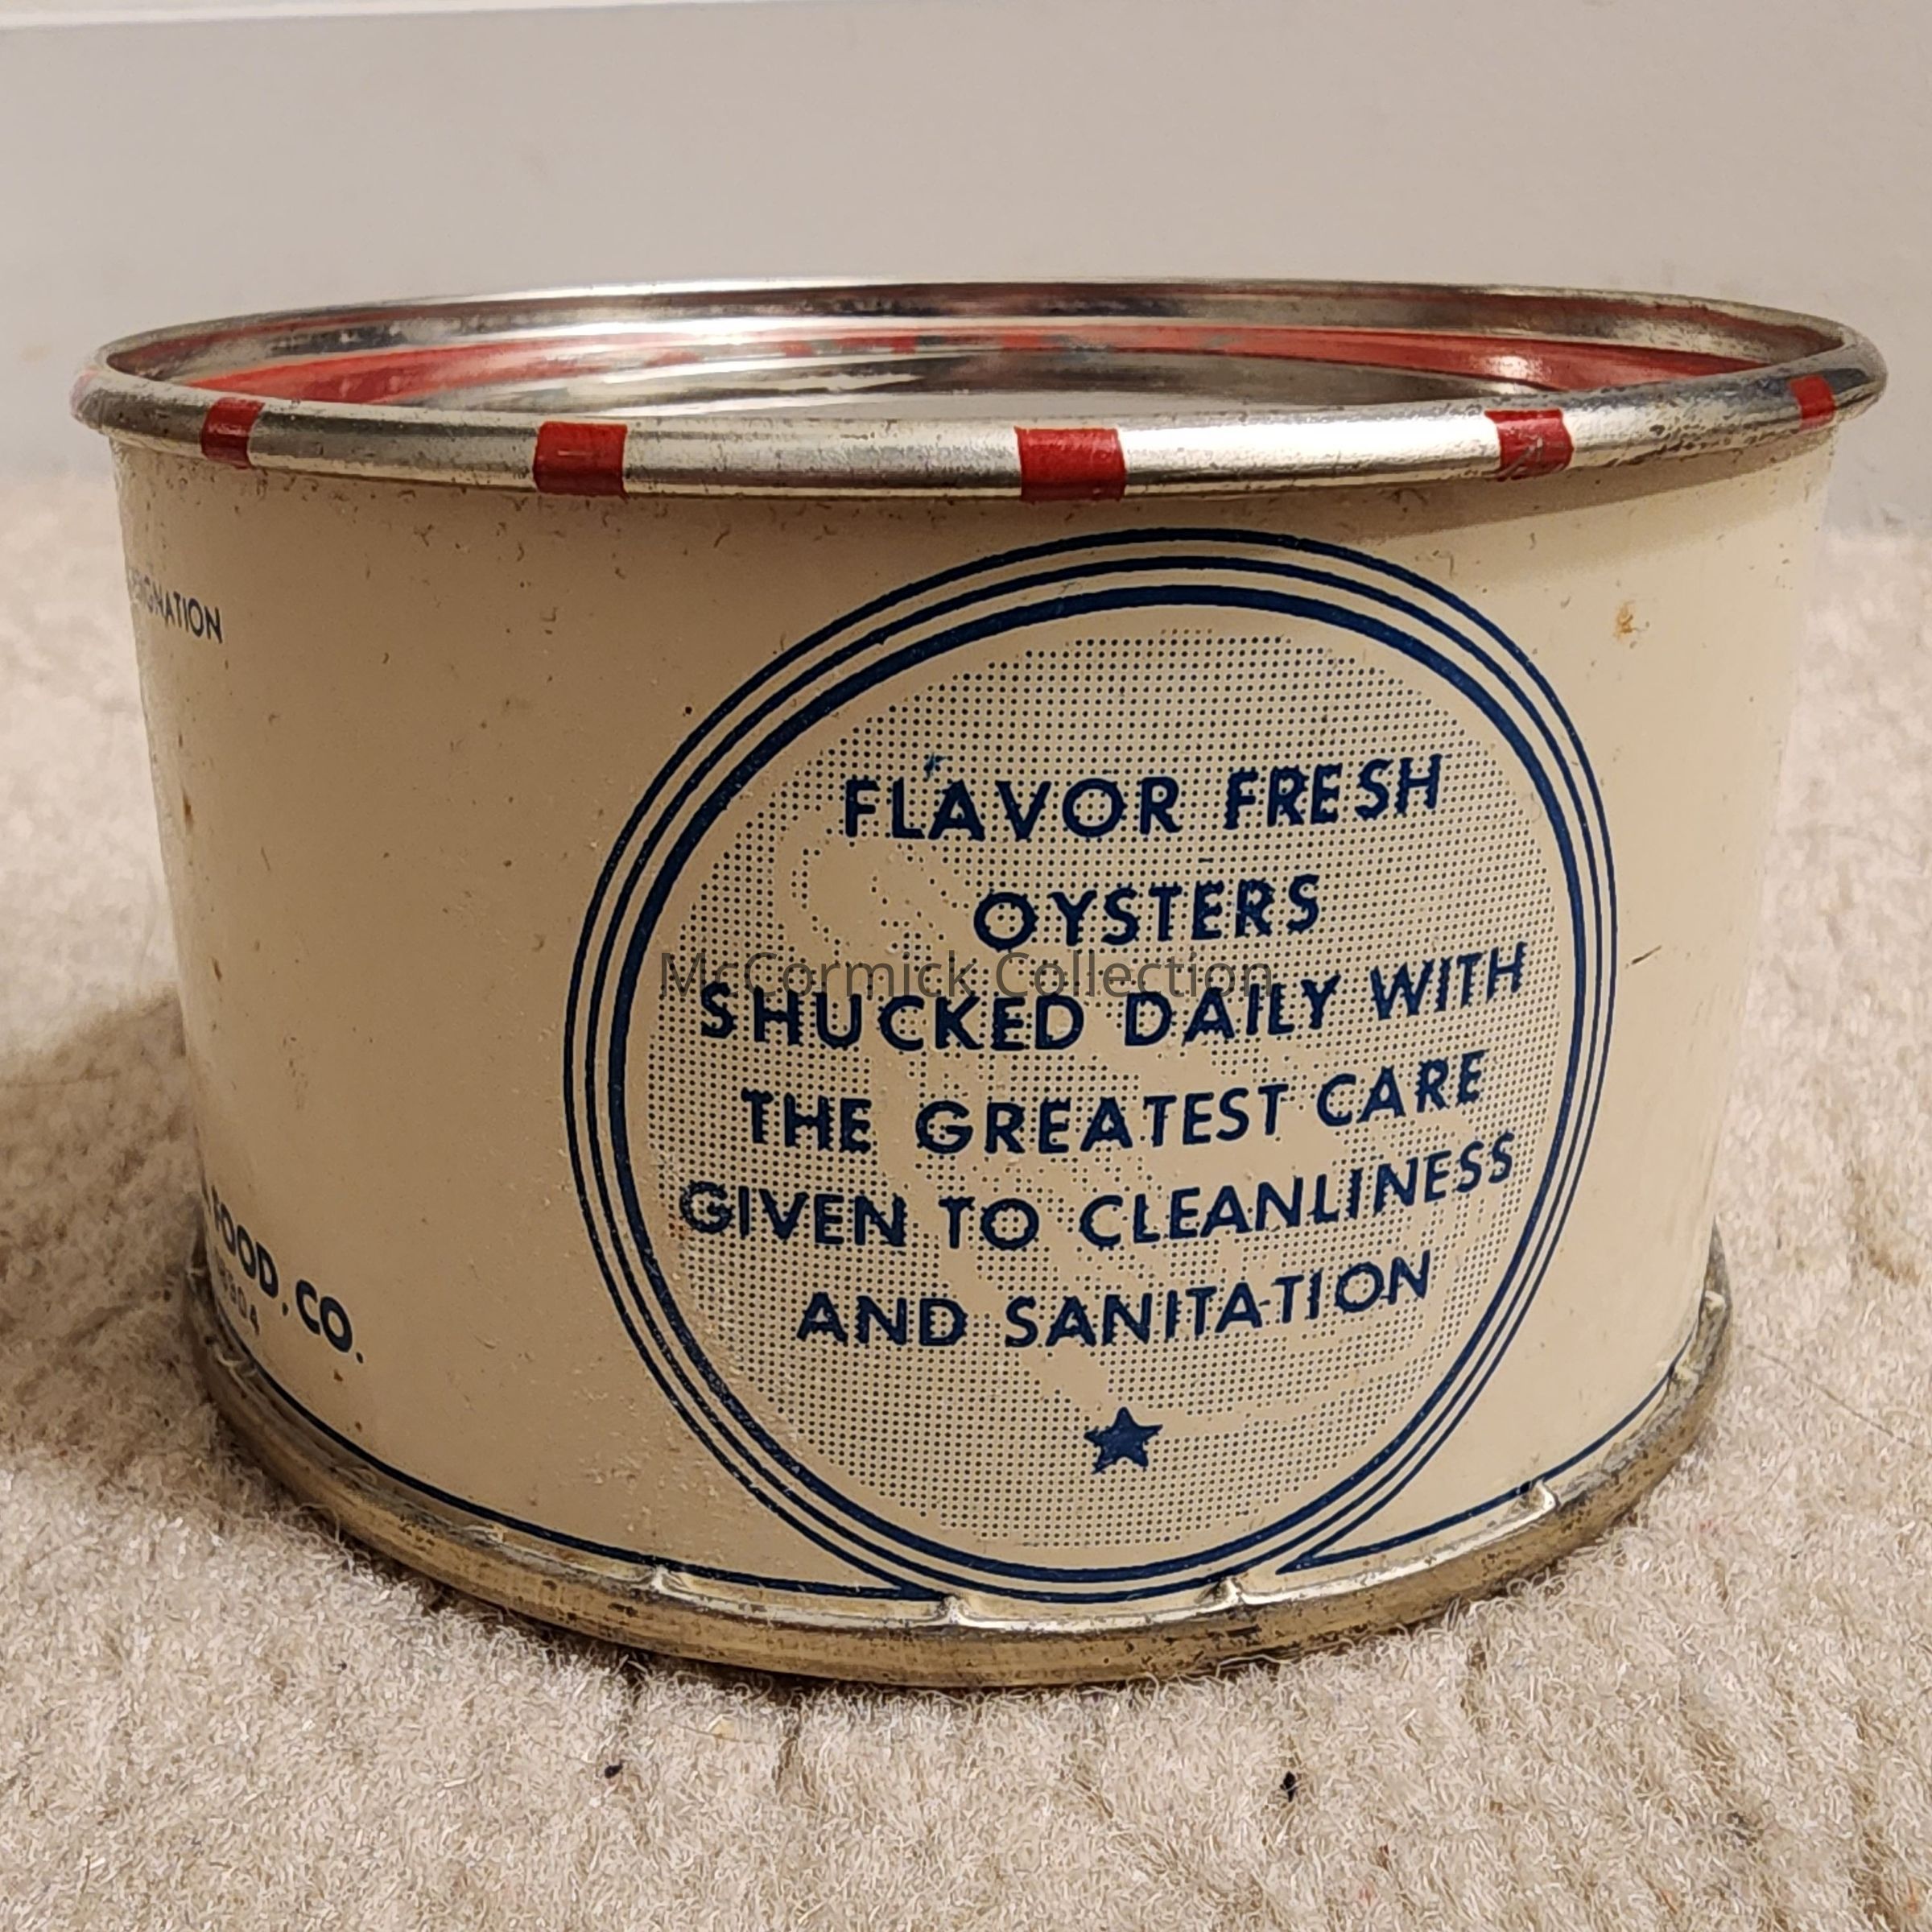 FLAVOR FRESH
OYSTERS
SHUCKED DAILY WITH
THE GREATEST CARE
GIVEN TO CLEANLINESS
AND SANITATION
FOOD, CO.
McCormick Collection